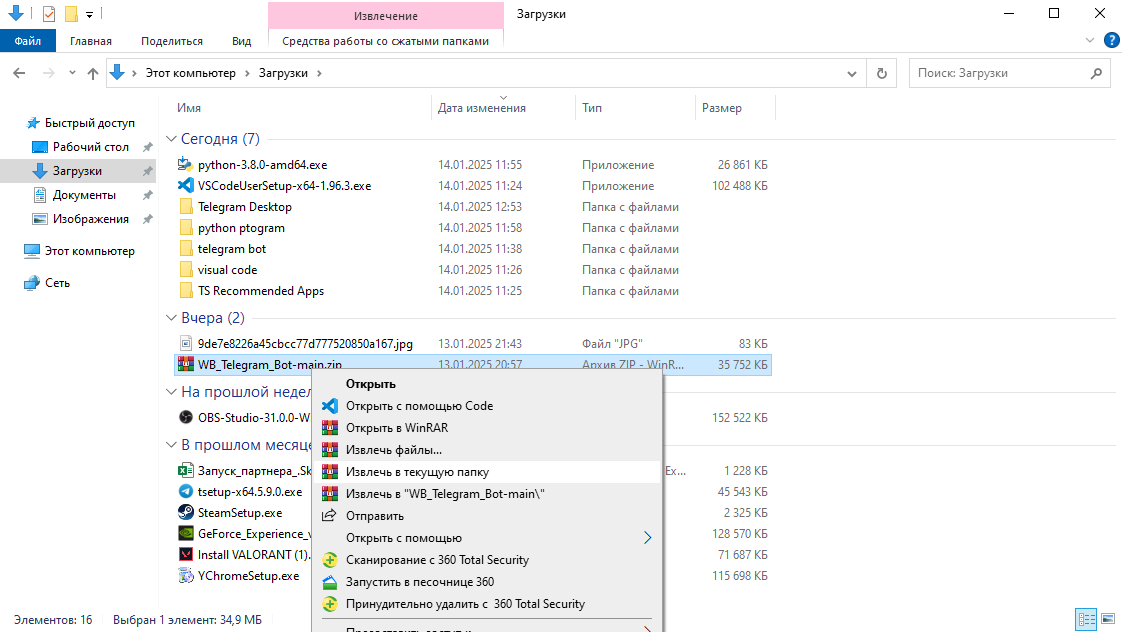 Извлечение
Загрузки
Файл Главная Поделиться Вид Средства работы со сжатыми папками
Этот компьютер Загрузки Поиск: Загрузки
Имя Дата изменения Тип Размер
Быстрый доступ
Рабочий стол
Загрузки
Документы
Изображения
Этот компьютер
Сеть
Сегодня (7)
python-3.8.0-amd64.exe 14.01.2025 11:55 Приложение 26 861 КБ
VSCodeUserSetup-x64-1.96.3.exe 14.01.2025 11:24 Приложение 102 488 КБ
Telegram Desktop 14.01.2025 12:53 Папка с файлами
python ptogram 14.01.2025 11:58 Папка с файлами
telegram bot 14.01.2025 11:38 Папка с файлами
visual code 14.01.2025 11:26 Папка с файлами
TS Recommended Apps 14.01.2025 11:25 Папка с файлами
Вчера (2)
9de7e8226a45cbcc77d777520850a167.jpg 13.01.2025 21:43 Файл "JPG" 83 КБ
WB_Telegram_Bot-main.zip 13.01.2025 20:57 Архив ZIP - WinR... 35 752 КБ
На прошлой недел
OBS-Studio-31.0.0-W 152 522 КБ
В прошлом месяце
Запуск_партнера_.Sk Ex... 1 228 КБ
tsetup-x64.5.9.0.exe 45 543 КБ
SteamSetup.exe 2 325 КБ
GeForce_Experience_v 128 570 КБ
Install VALORANT (1). 71 687 КБ
YChromeSetup.exe 115 698 КБ
Открыть
Открыть с помощью Code
Открыть в WinRAR
Извлечь файлы...
Извлечь в текущую папку
Извлечь в "WB_Telegram_Bot-main\"
Отправить
Открыть с помощью
Сканирование с 360 Total Security
Запустить в песочнице 360
Принудительно удалить с 360 Total Security
Элементов: 16 Выбран 1 элемент: 34,9 МБ